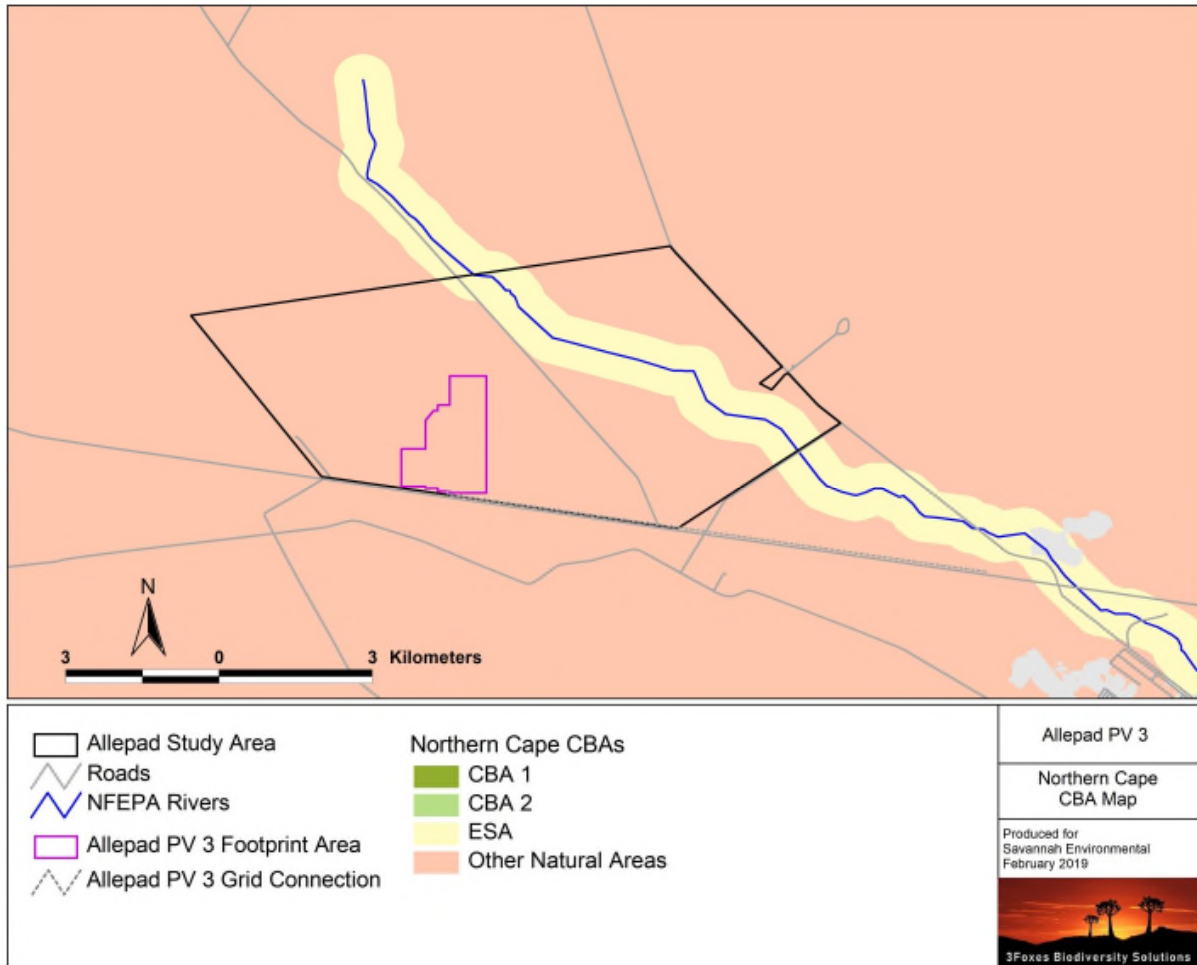 N
3 0 3 Kilometers
Allepad Study Area
Roads
NFEPA Rivers
Allepad PV 3 Footprint Area
Allepad PV 3 Grid Connection
Northern Cape CBAs
CBA 1
CBA 2
ESA
Other Natural Areas
Allepad PV 3
Northern Cape
CBA Map
Produced for
Savannah Environmental
February 2019
3Foxes Biodiversity Solutions